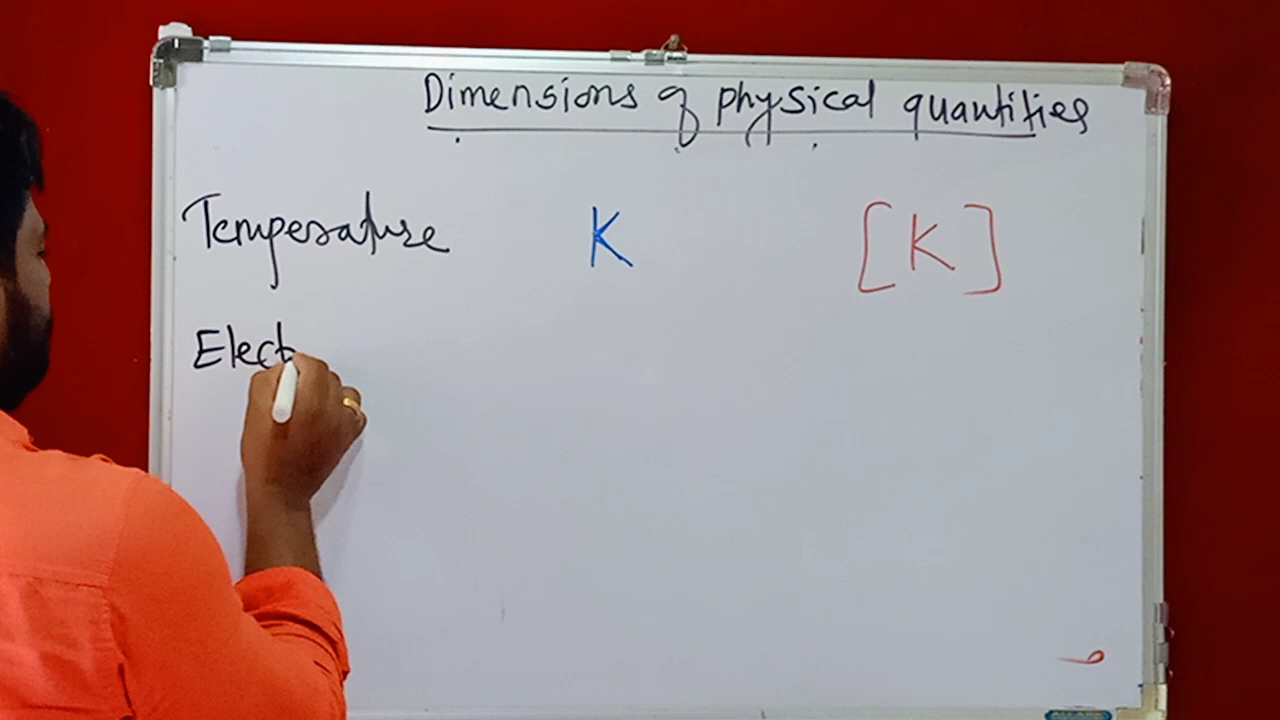 Dimensions of physical quantities
Temperature K [K]
Elect